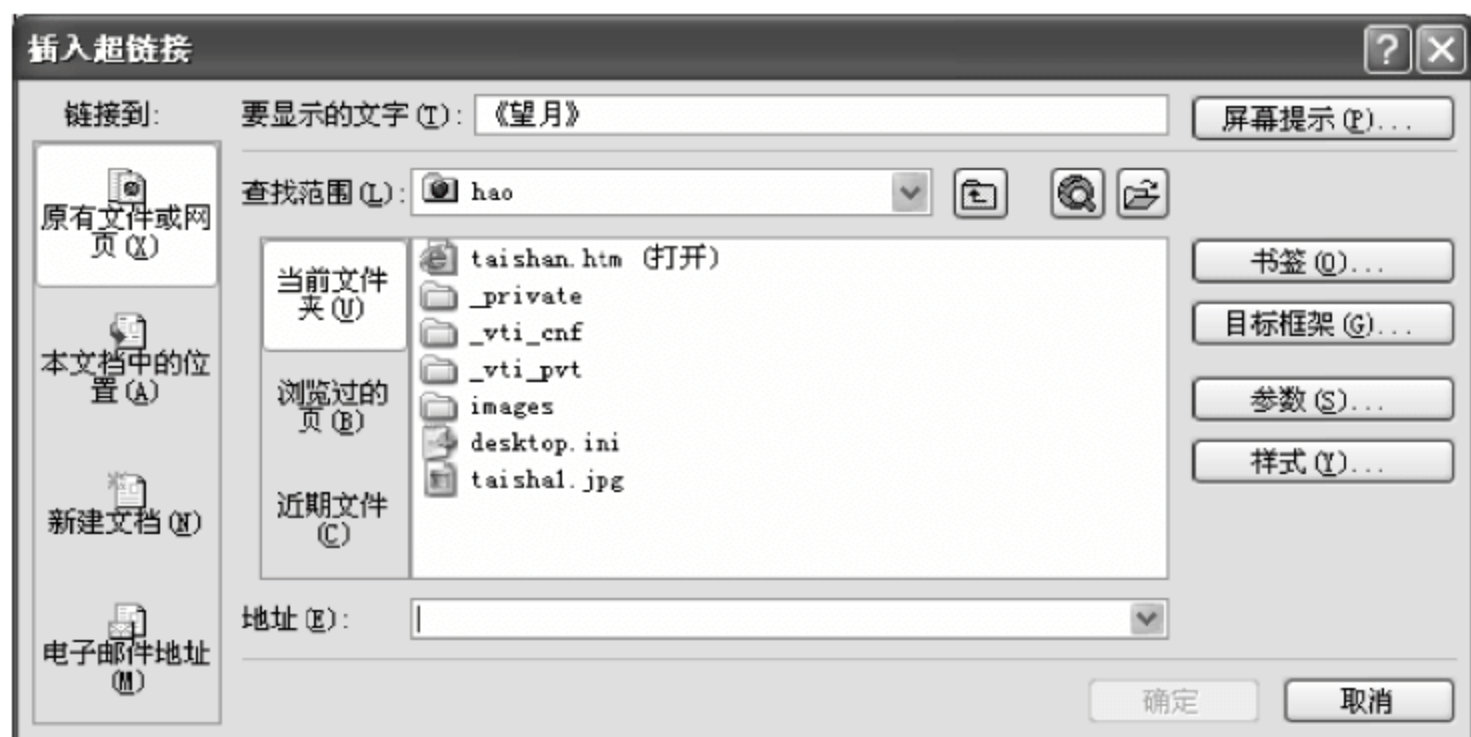 插入超链接
链接到:
要显示的文字(T): 《望月》
屏幕提示(P)...
原有文件或网
页(X)
本文档中的位
置(A)
新建文档(N)
电子邮件地址
(M)
查找范围(L): hao
当前文件
夹(U)
浏览过的
页(B)
近期文件
(C)
taishan.htm (打开)
_private
_vti_cnf
_vti_pvt
images
desktop.ini
taisha1.jpg
书签(O)...
目标框架(G)...
参数(S)...
样式(Y)...
地址(E):
确定
取消